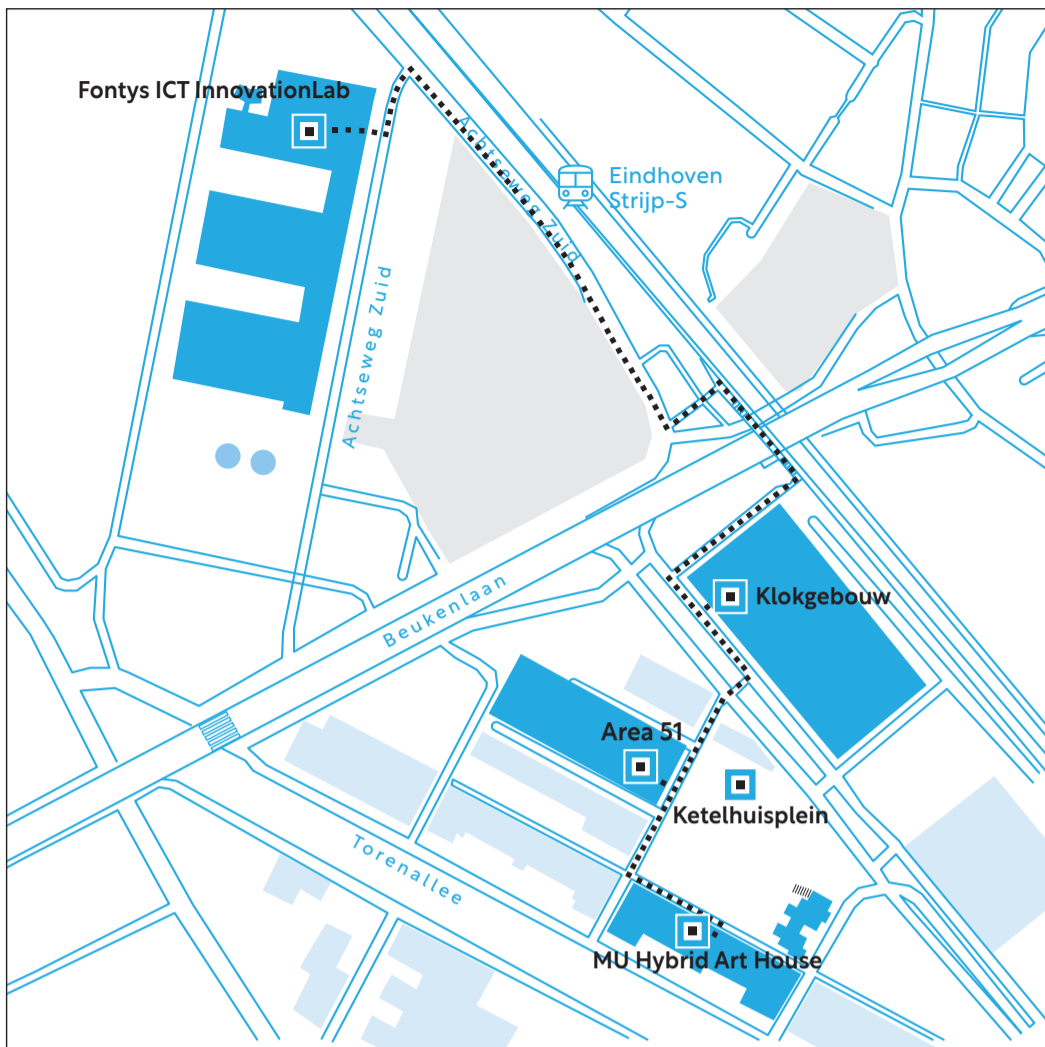 Fontys ICT InnovationLab
Achtseweg Zuid
Eindhoven
Strijp-S
Achtseweg Zuid
Beukenlaan
Klokgebouw
Area 51
Ketelhuisplein
Torenallee
MU Hybrid Art House